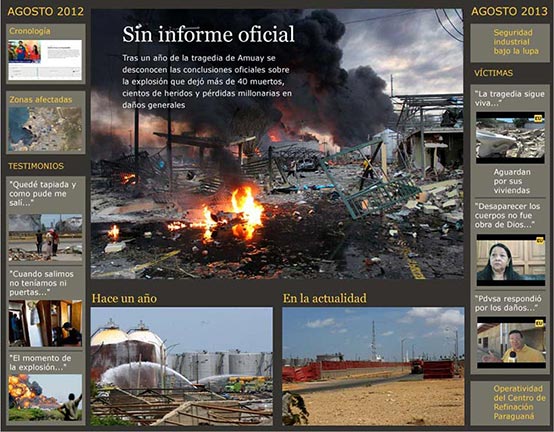 AGOSTO 2012
Cronología
Zonas afectadas
TESTIMONIOS
"Quedé tapiada y
como pude me
salí..."
"Cuando salimos
no teníamos ni
puertas..."
"El momento de
la explosión..."
Sin informe oficial
Tras un año de la tragedia de Amuay se
desconocen las conclusiones oficiales sobre
la explosión que dejó más de 40 muertos,
cientos de heridos y pérdidas millonarias en
daños generales
Hace un año
En la actualidad
AGOSTO 2013
Seguridad
industrial
bajo la lupa
VÍCTIMAS
"La tragedia sigue
viva..."
EU
Aguardan
por sus
viviendas
"Desaparecer los
cuerpos no fue
obra de Dios..."
EU
"Pdvsa respondió
por los daños..."
EU
Operatividad
del Centro de
Refinación
Paraguaná